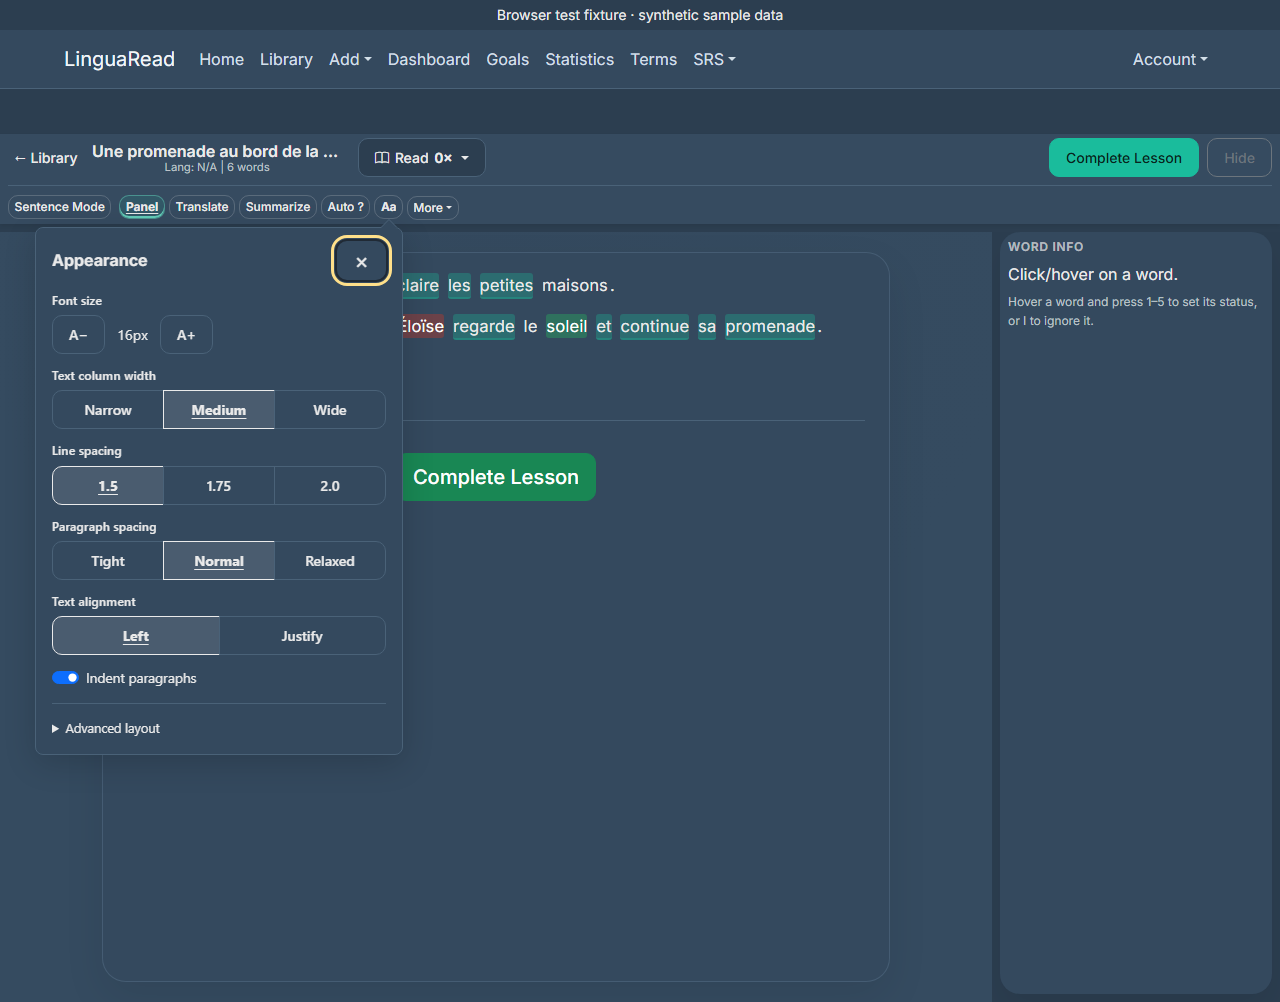 Browser test fixture · synthetic sample data
LinguaRead Home Library Add Dashboard Goals Statistics Terms SRS Account
← Library
Une promenade au bord de la ...
Lang: N/A | 6 words
Read 0×
Complete Lesson
Hide
Sentence Mode Panel Translate Summarize Auto ? Aa More
Appearance
×
Font size
A− 16px A+
Text column width
Narrow Medium Wide
Line spacing
1.5 1.75 2.0
Paragraph spacing
Tight Normal Relaxed
Text alignment
Left Justify
Indent paragraphs
Advanced layout
les petites maisons.
Éloïse regarde le soleil et continue sa promenade.
Complete Lesson
WORD INFO
Click/hover on a word.
Hover a word and press 1–5 to set its status,
or I to ignore it.